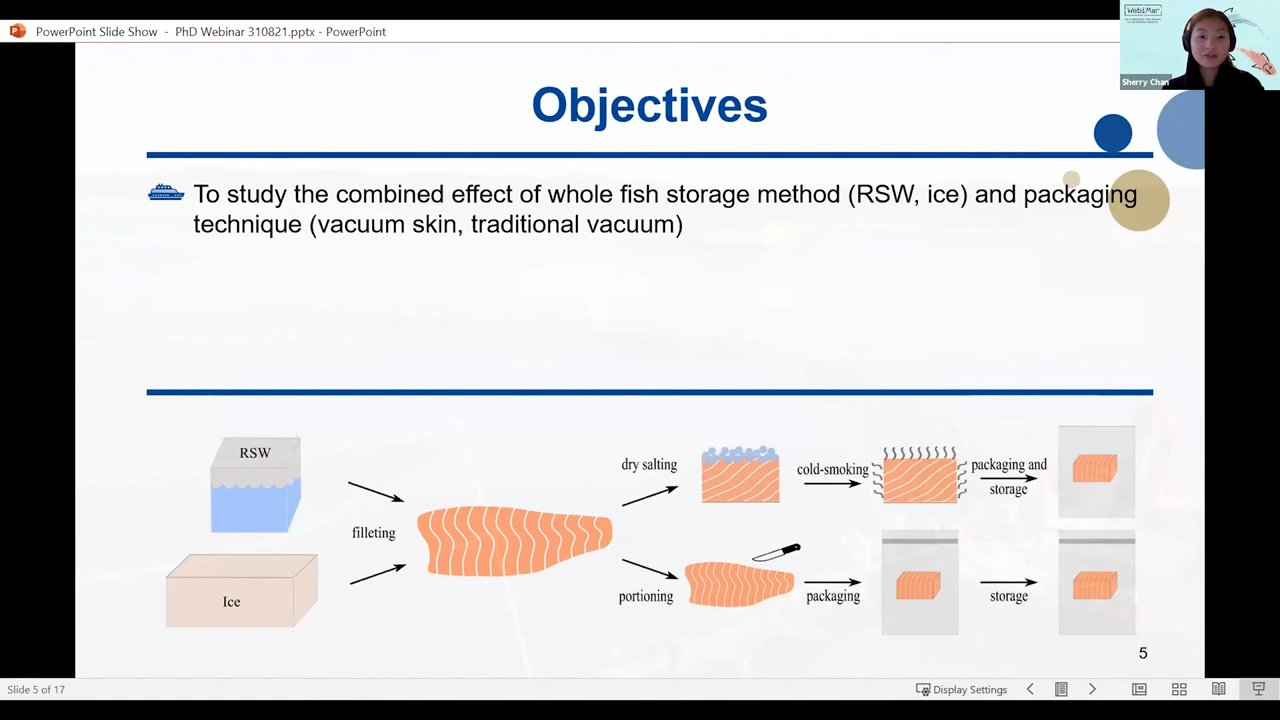 PowerPoint Slide Show - PhD Webinar 310821.pptx - PowerPoint
WebiMar
Sherry Chan
Objectives
To study the combined effect of whole fish storage method (RSW, ice) and packaging
technique (vacuum skin, traditional vacuum)
RSW
Ice
filleting
dry salting
cold-smoking
packaging and
storage
portioning
packaging
storage
5
Slide 5 of 17
Display Settings